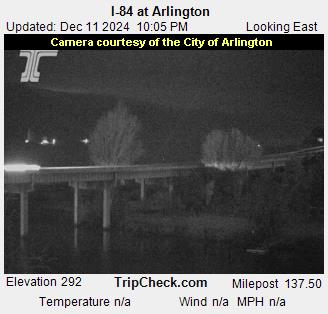 I-84 at Arlington
Updated: Dec 11 2024 10:05 PM Looking East
Camera courtesy of the City of Arlington
Elevation 292 TripCheck.com Milepost 137.50
Temperature n/a Wind n/a MPH n/a